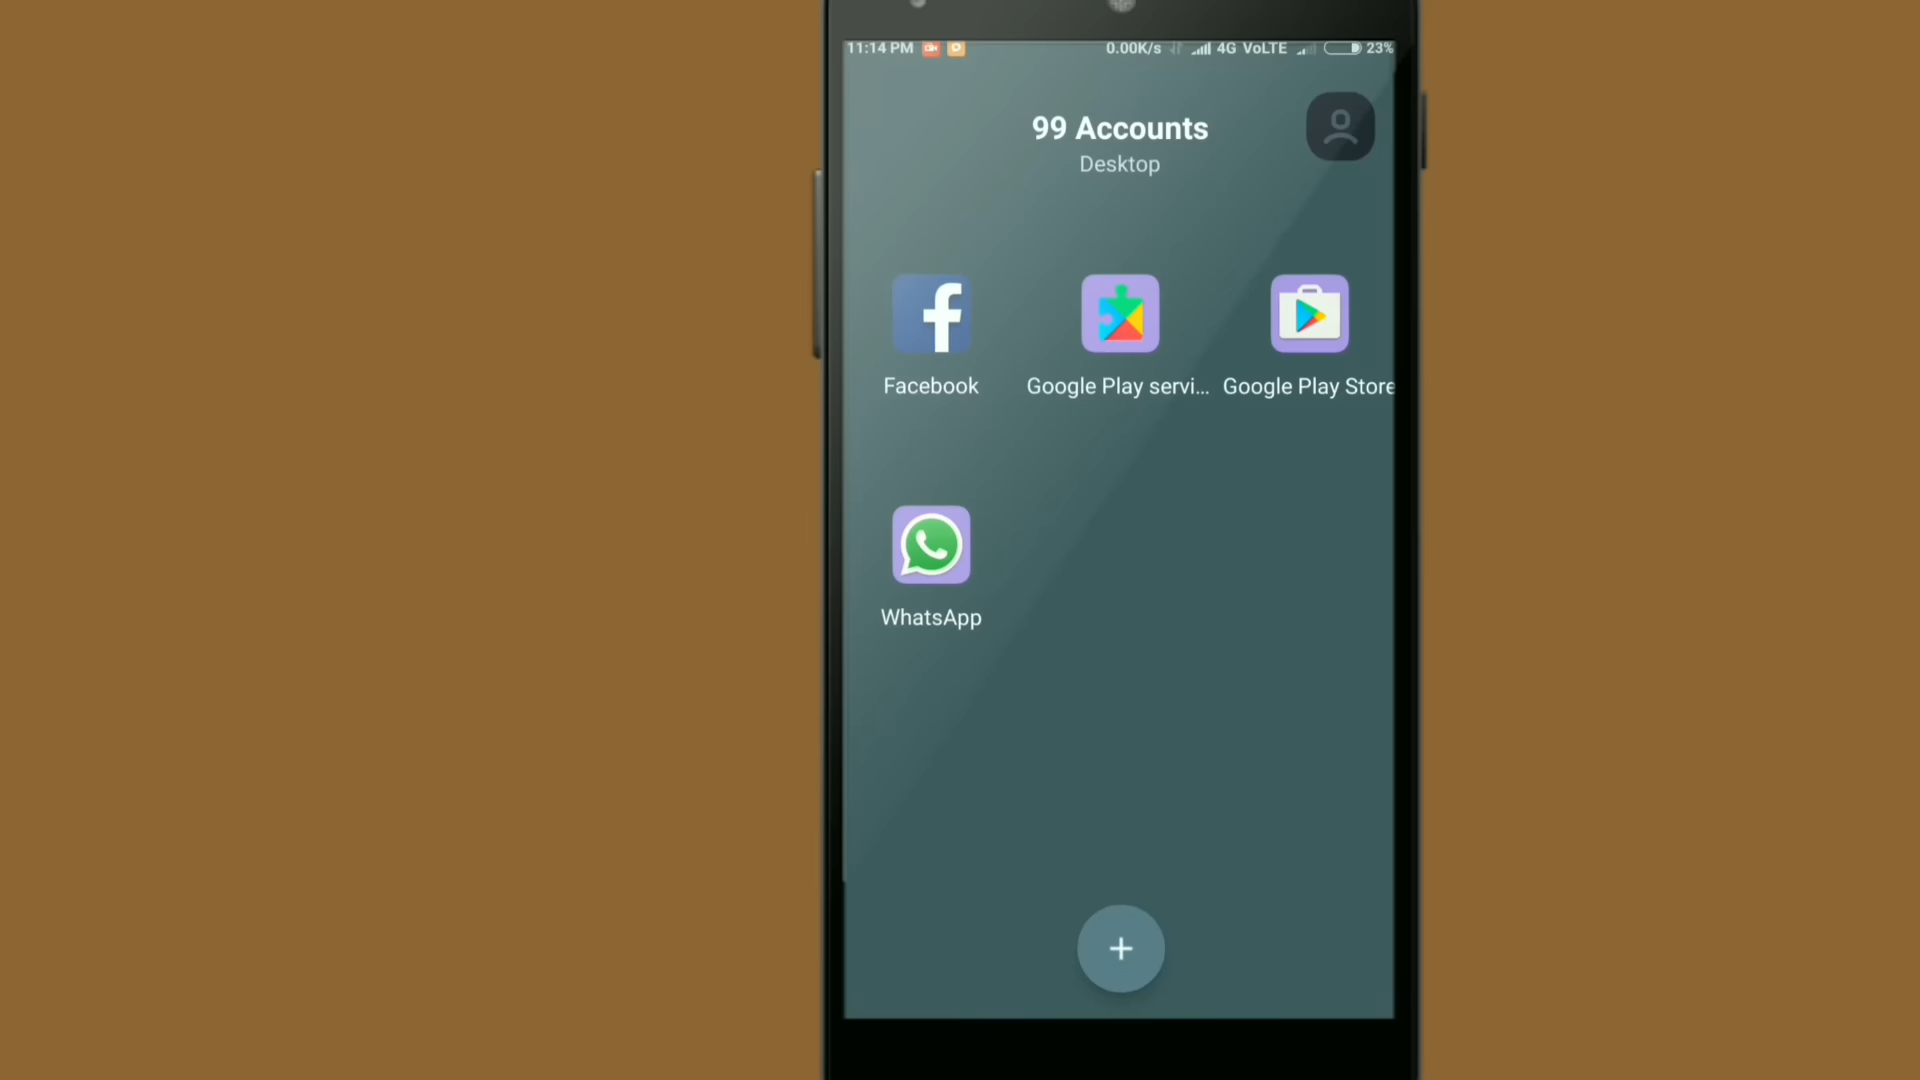 11:14 PM 0.00K/s 4G VoLTE 23%
99 Accounts
Desktop
Facebook
Google Play servi...
Google Play Store
WhatsApp